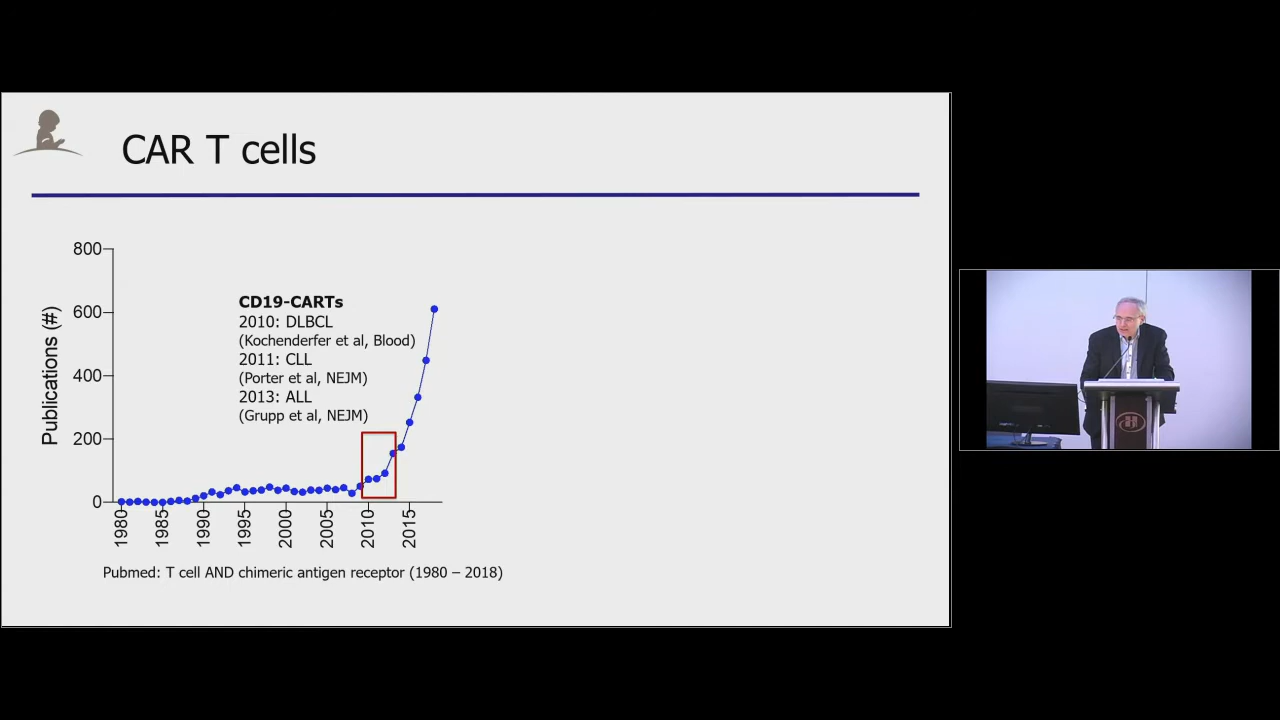 CAR T cells
800
600
400
200
0
Publications (#)
CD19-CARTs
2010: DLBCL
(Kochenderfer et al, Blood)
2011: CLL
(Porter et al, NEJM)
2013: ALL
(Grupp et al, NEJM)
1980
1985
1990
1995
2000
2005
2010
2015
Pubmed: T cell AND chimeric antigen receptor (1980 – 2018)